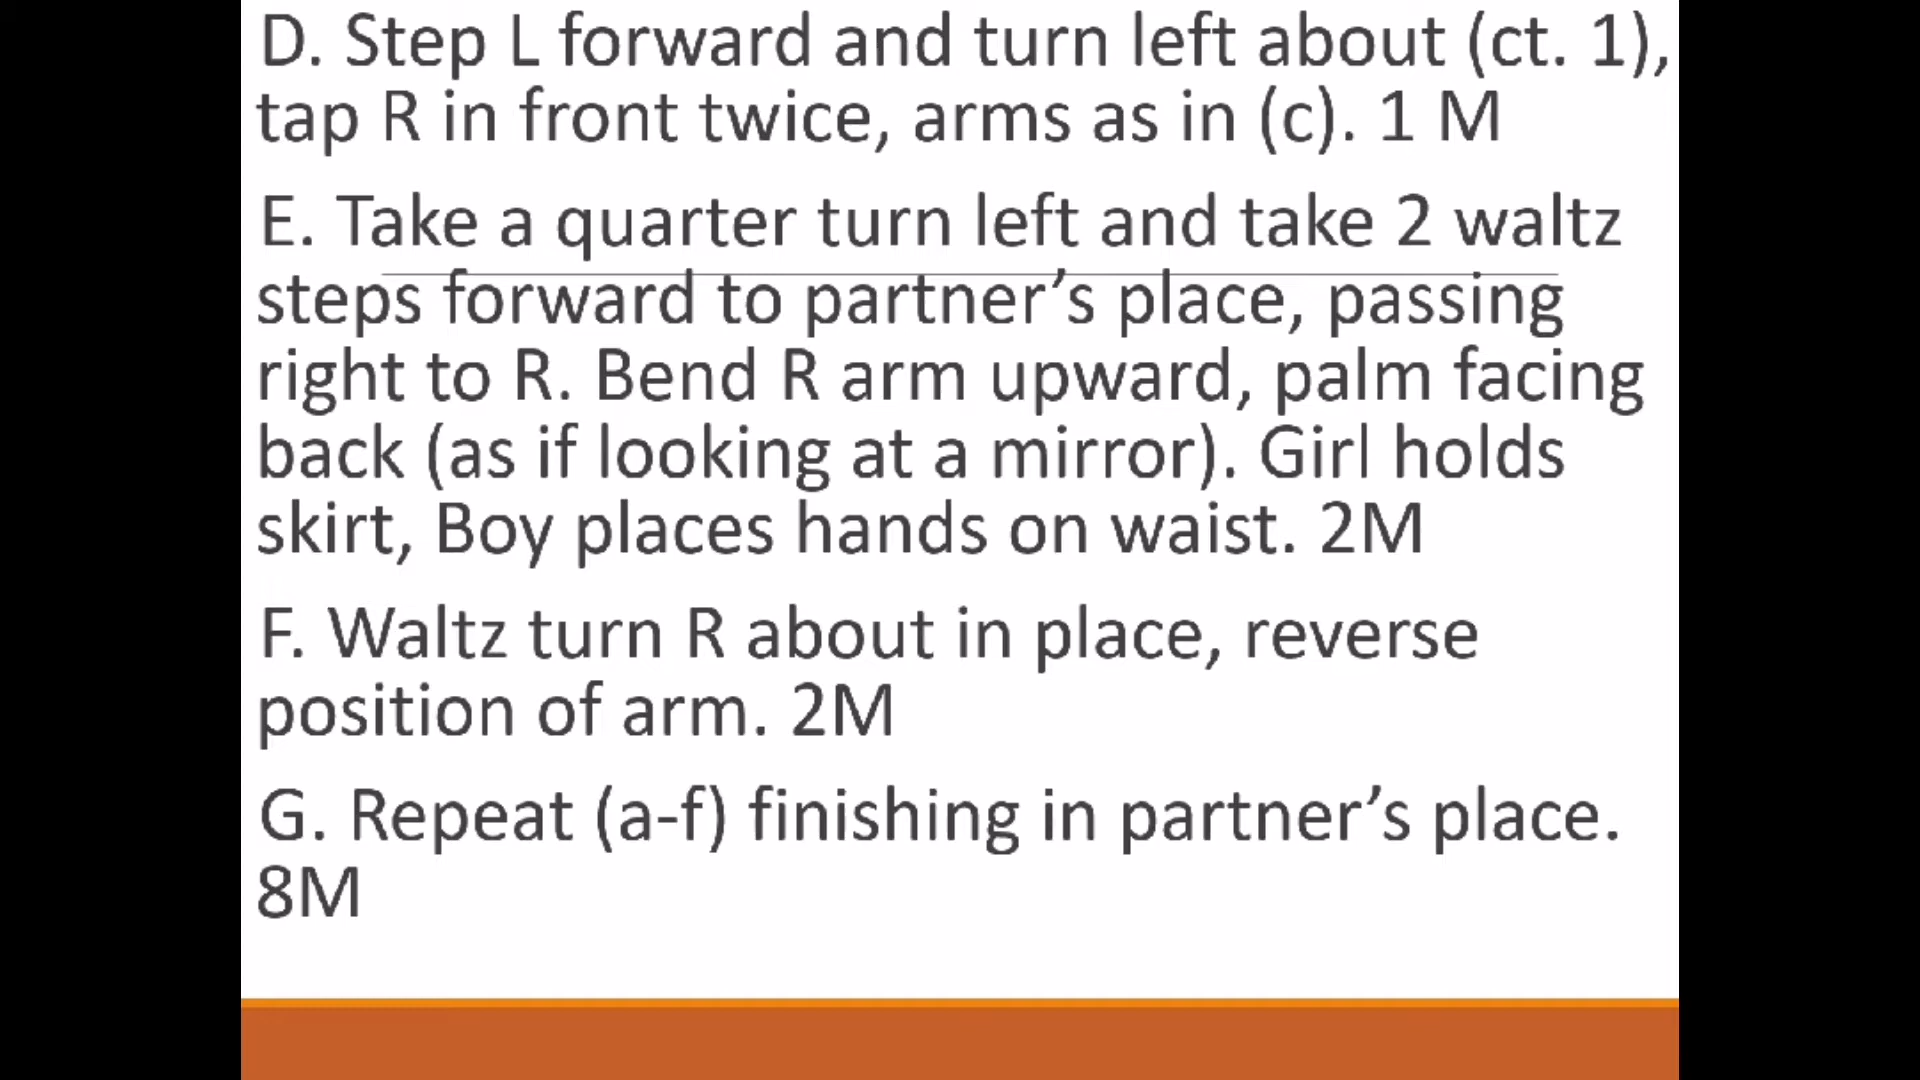 D. Step L forward and turn left about (ct. 1),
tap R in front twice, arms as in (c). 1 M
E. Take a quarter turn left and take 2 waltz
steps forward to partner’s place, passing
right to R. Bend R arm upward, palm facing
back (as if looking at a mirror). Girl holds
skirt, Boy places hands on waist. 2M
F. Waltz turn R about in place, reverse
position of arm. 2M
G. Repeat (a-f) finishing in partner’s place.
8M